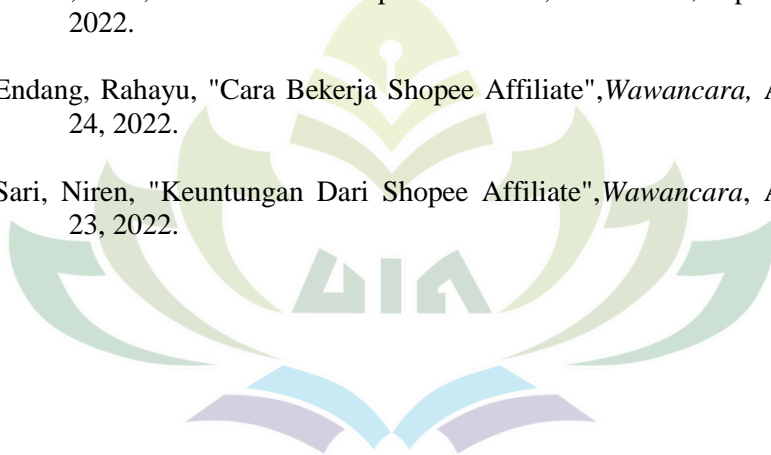 2022.
Endang, Rahayu, "Cara Bekerja Shopee Affiliate",Wawancara,
24, 2022.
Sari, Niren, "Keuntungan Dari Shopee Affiliate",Wawancara,
23, 2022.
UIN